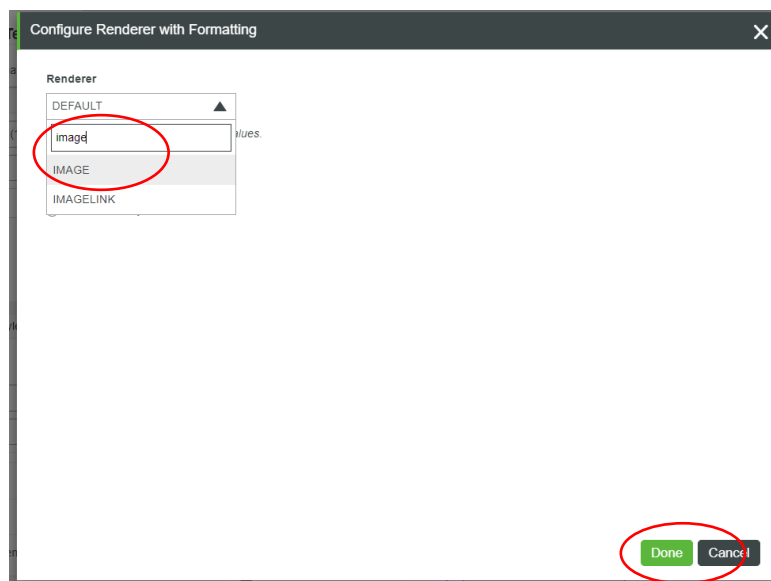 Configure Renderer with Formatting
Renderer
DEFAULT
image
alues.
IMAGE
IMAGELINK
Done Cancel